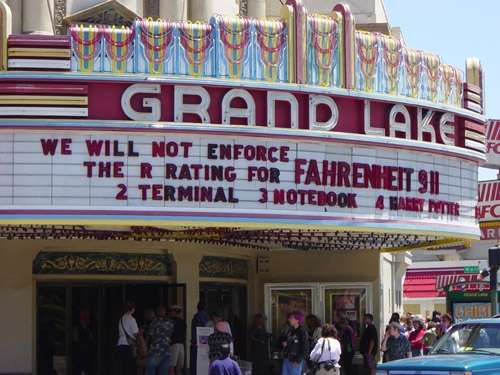 GRAND LAKE
WE WILL NOT ENFORCE
THE R RATING FOR FAHRENHEIT 911
2 TERMINAL 3 NOTEBOOK 4 HARRY POTTER